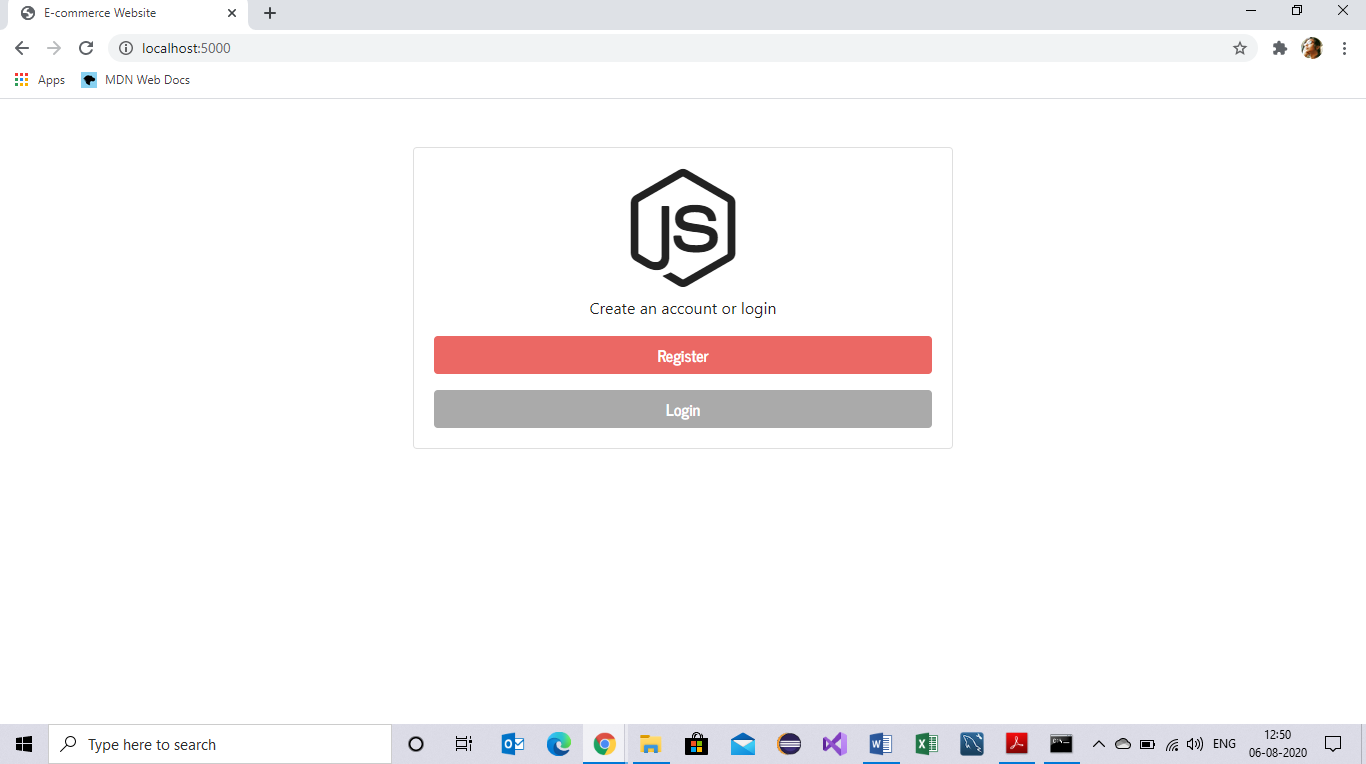 E-commerce Website
localhost:5000
Apps MDN Web Docs
JS
Create an account or login
Register
Login
Type here to search
ENG
12:50
06-08-2020